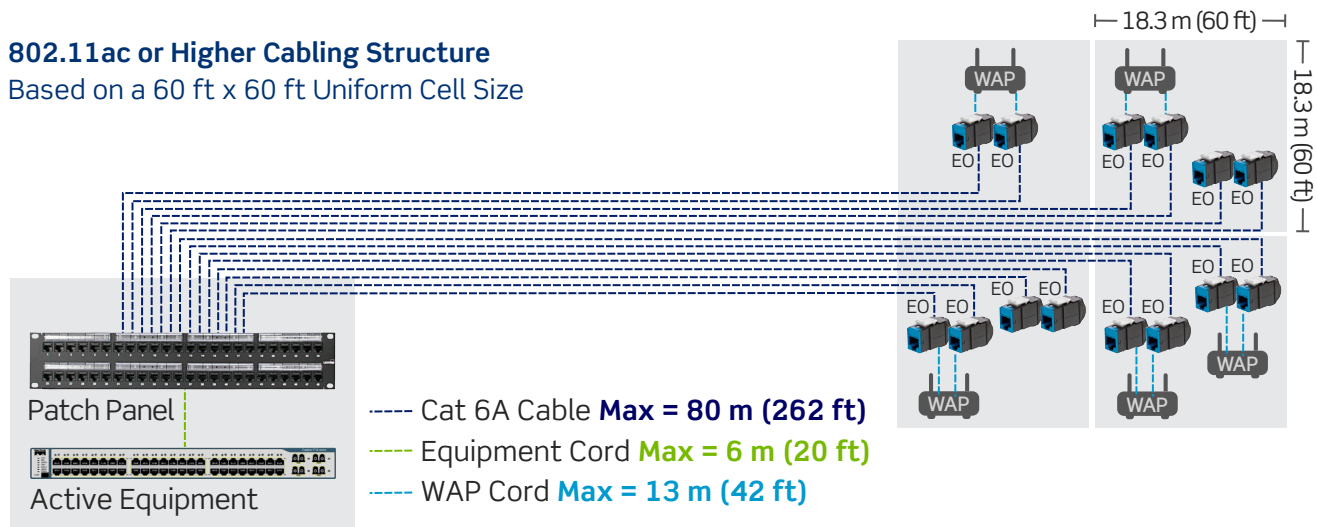 802.11ac or Higher Cabling Structure
Based on a 60 ft x 60 ft Uniform Cell Size
18.3 m (60 ft)
18.3 m (60 ft)
WAP
WAP
EO EO
EO EO
EO EO
EO EO
EO EO
EO EO
EO EO
WAP
WAP
WAP
Patch Panel
Active Equipment
Cat 6A Cable Max = 80 m (262 ft)
Equipment Cord Max = 6 m (20 ft)
WAP Cord Max = 13 m (42 ft)